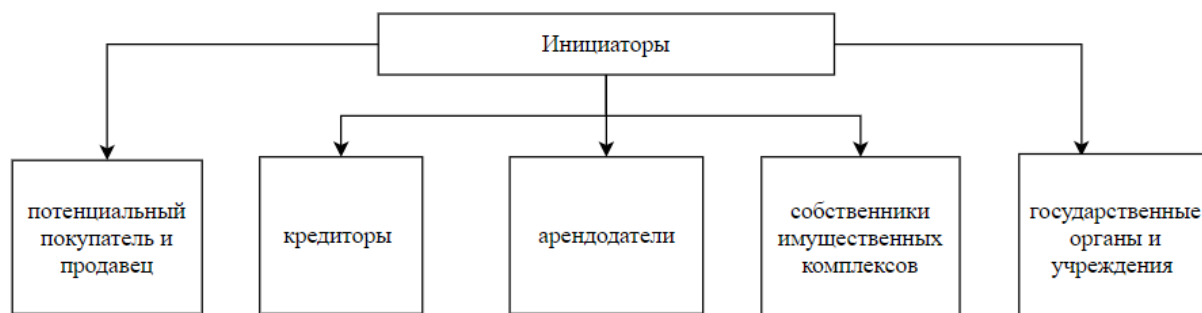 Инициаторы
потенциальный
покупатель и
продавец
кредиторы
арендодатели
собственники
имущественных
комплексов
государственные
органы и
учреждения